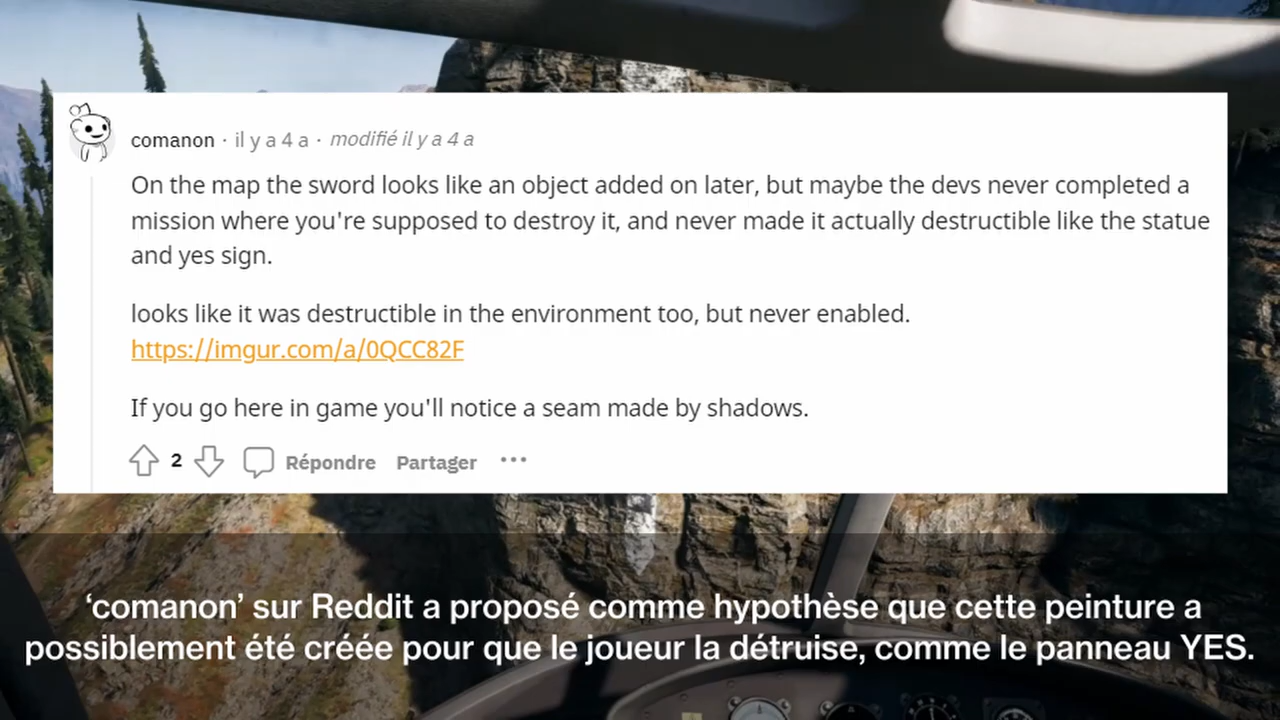 comanon · il y a 4 a · modifié il y a 4 a
On the map the sword looks like an object added on later, but maybe the devs never completed a
mission where you're supposed to destroy it, and never made it actually destructible like the statue
and yes sign.
looks like it was destructible in the environment too, but never enabled.
https://imgur.com/a/0QCC82F
If you go here in game you'll notice a seam made by shadows.
2 Répondre Partager ···
‘comanon’ sur Reddit a proposé comme hypothèse que cette peinture a
possiblement été créée pour que le joueur la détruise, comme le panneau YES.